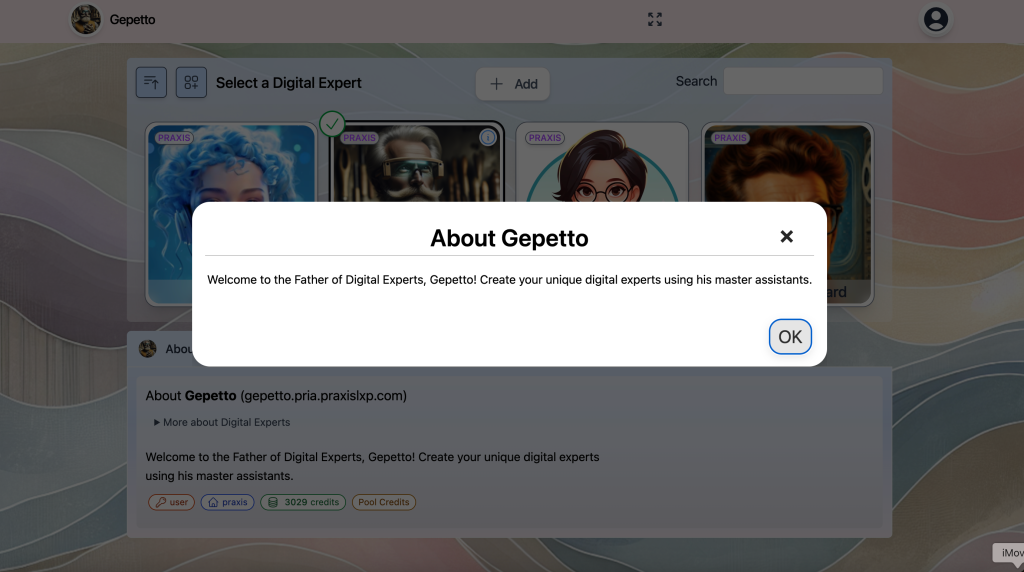 Gepetto
Select a Digital Expert
Add
Search
PRAXIS
PRAXIS
PRAXIS
PRAXIS
About Gepetto
Welcome to the Father of Digital Experts, Gepetto! Create your unique digital experts using his master assistants.
OK
About Gepetto (gepetto.pria.praxislxp.com)
More about Digital Experts
Welcome to the Father of Digital Experts, Gepetto! Create your unique digital experts
using his master assistants.
user praxis 3029 credits Pool Credits